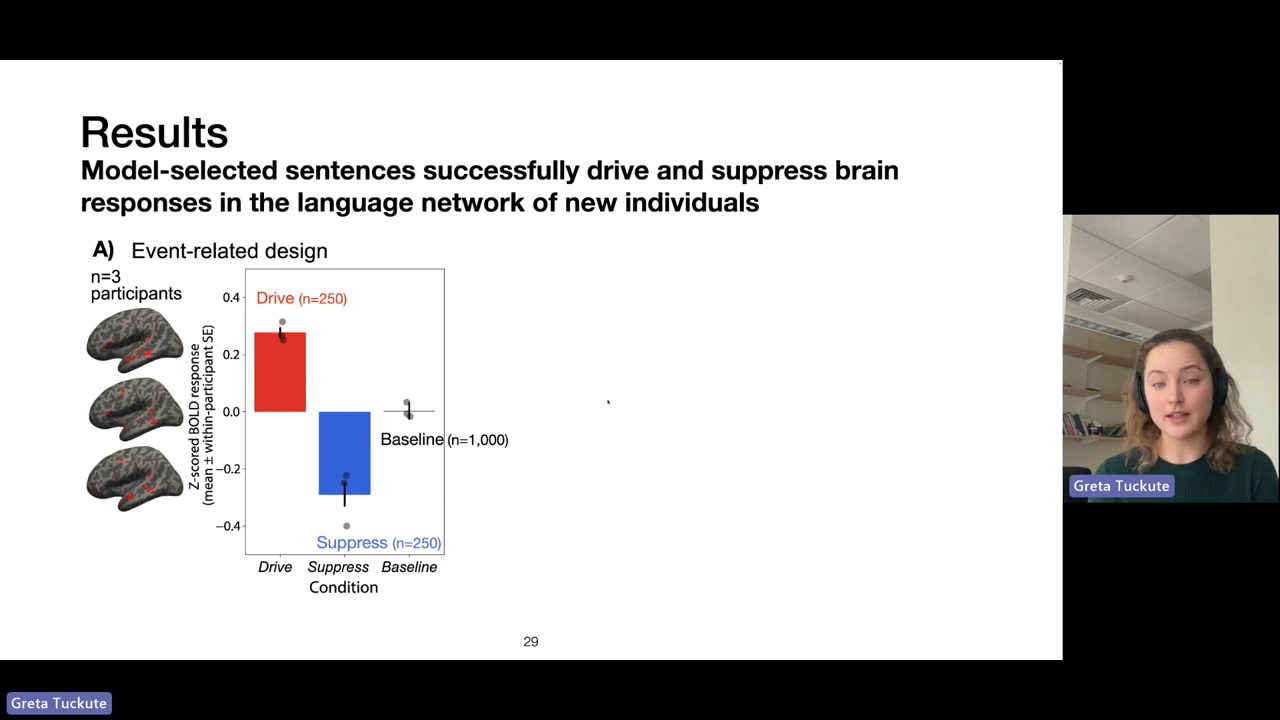 Results
Model-selected sentences successfully drive and suppress brain
responses in the language network of new individuals
A) Event-related design
n=3
participants
Z-scored BOLD response
(mean ± within-participant SE)
0.4
0.2
0.0
−0.2
−0.4
Drive (n=250)
Baseline (n=1,000)
Suppress (n=250)
Drive Suppress Baseline
Condition
29
Greta Tuckute
Greta Tuckute